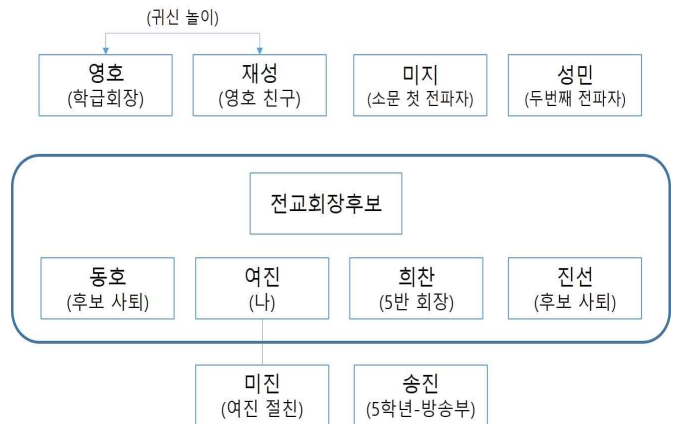 (귀신 놀이)
영호
(학급회장)
재성
(영호 친구)
미지
(소문 첫 전파자)
성민
(두번째 전파자)
전교회장후보
동호
(후보 사퇴)
여진
(나)
희찬
(5반 회장)
진선
(후보 사퇴)
미진
(여진 절친)
송진
(5학년-방송부)